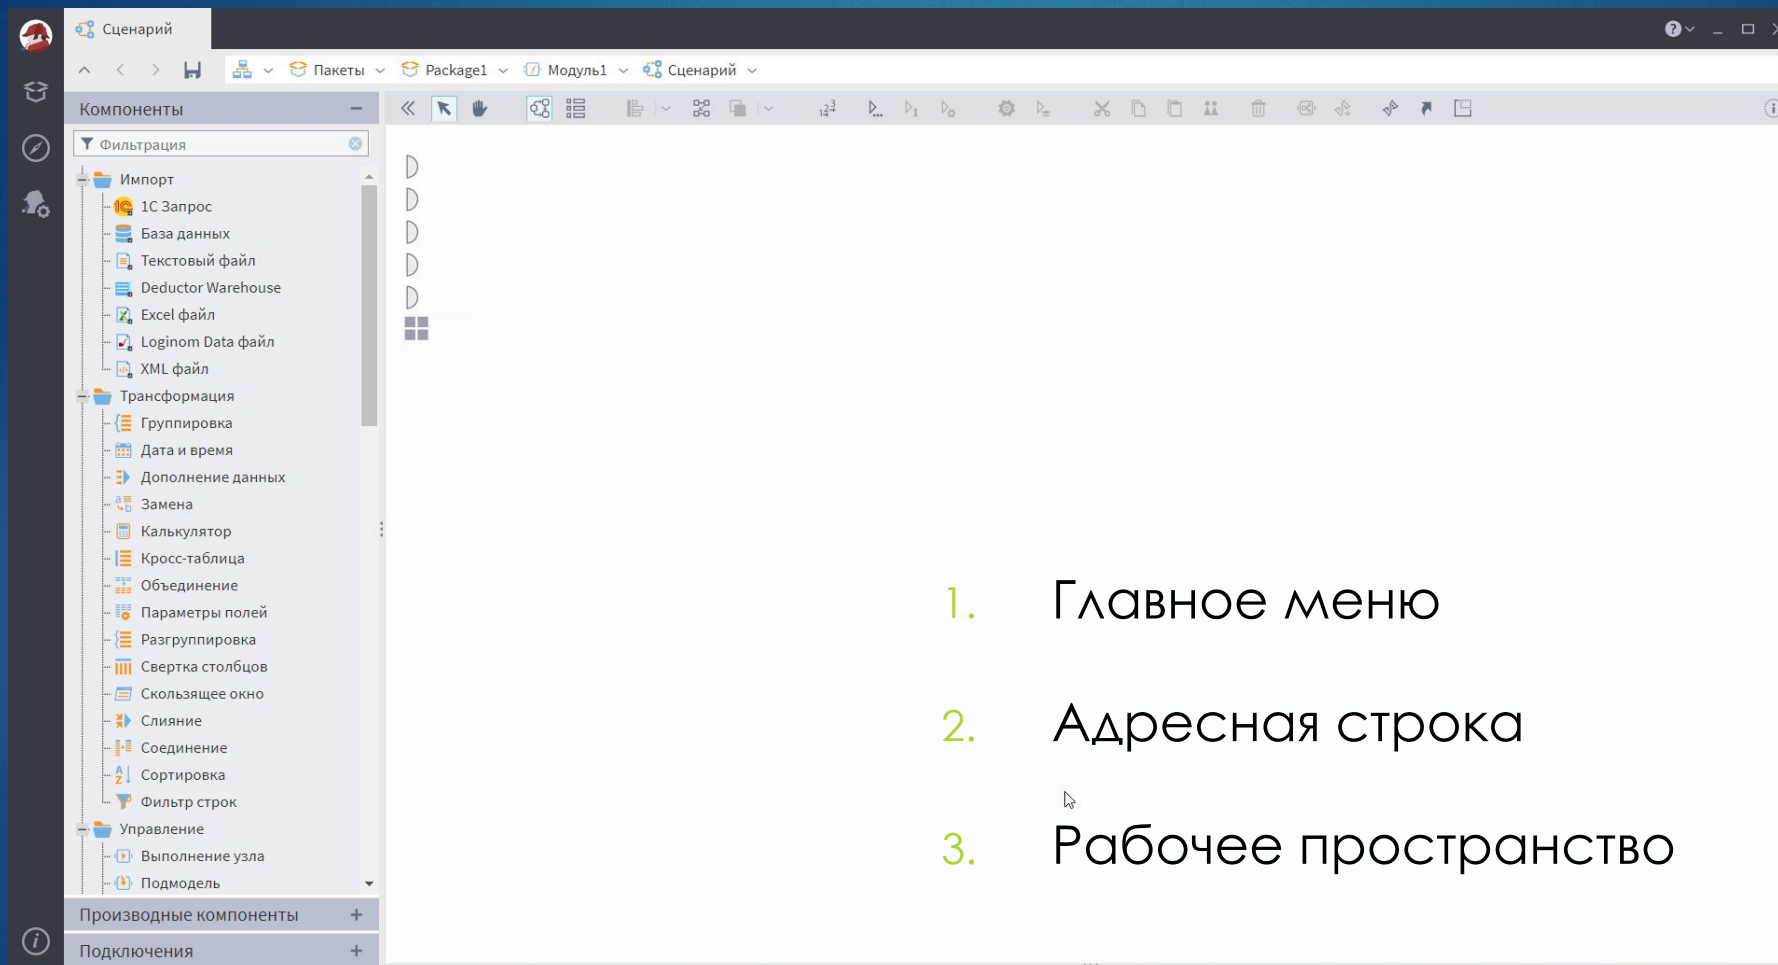 Сценарий
Пакеты Package1 Модуль1 Сценарий
Компоненты
Фильтрация
Импорт
1С Запрос
База данных
Текстовый файл
Deductor Warehouse
Excel файл
Loginom Data файл
XML файл
Трансформация
Группировка
Дата и время
Дополнение данных
Замена
Калькулятор
Кросс-таблица
Объединение
Параметры полей
Разгруппировка
Свертка столбцов
Скользящее окно
Слияние
Соединение
Сортировка
Фильтр строк
Управление
Выполнение узла
Подмодель
Производные компоненты
Подключения
1. Главное меню
2. Адресная строка
3. Рабочее пространство